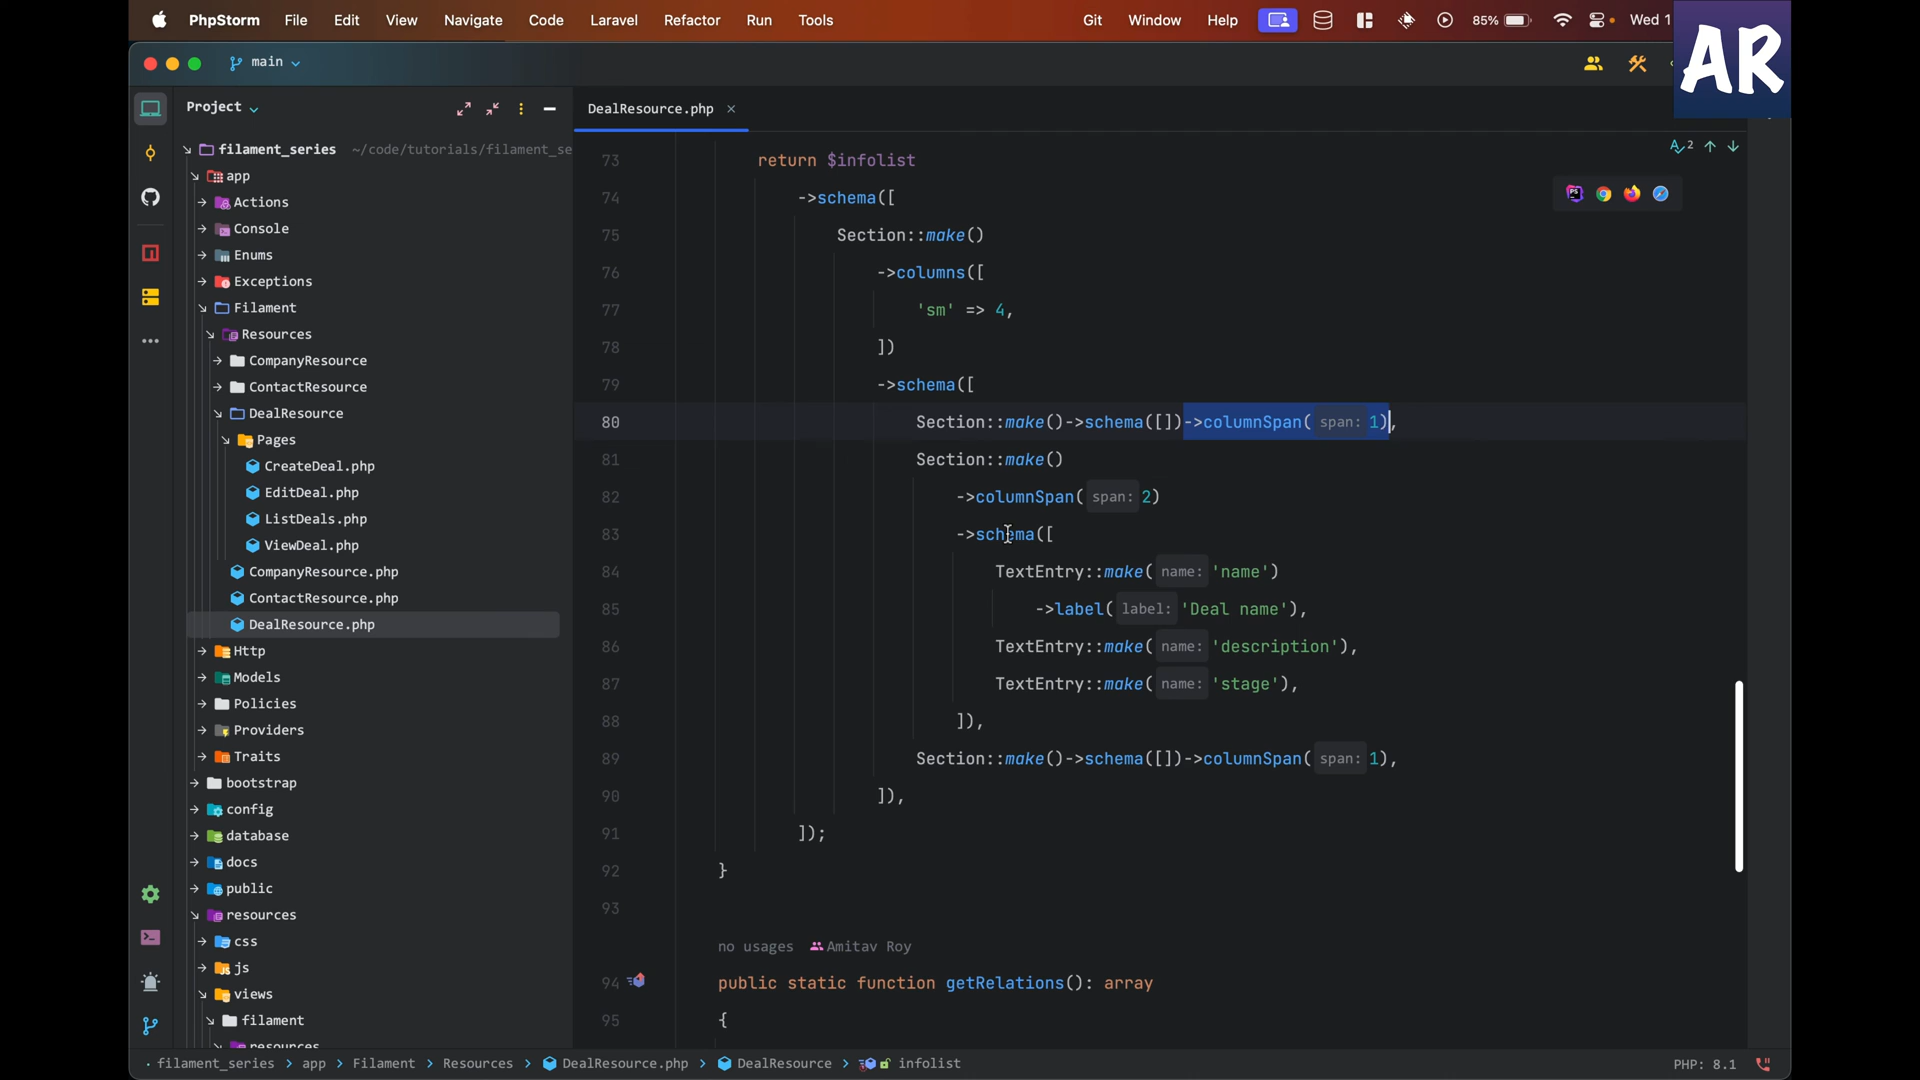 PhpStorm File Edit View Navigate Code Laravel Refactor Run Tools Git Window Help 85% Wed 1
AR
main
Project
DealResource.php
filament_series ~/code/tutorials/filament_se
app
Actions
Console
Enums
Exceptions
Filament
Resources
CompanyResource
ContactResource
DealResource
Pages
CreateDeal.php
EditDeal.php
ListDeals.php
ViewDeal.php
CompanyResource.php
ContactResource.php
DealResource.php
Http
Models
Policies
Providers
Traits
bootstrap
config
database
docs
public
resources
css
js
views
filament
resources
2
73 return $infolist
74 ->schema([
75 Section::make()
76 ->columns([
77 'sm' => 4,
78 ])
79 ->schema([
80 Section::make()->schema([])->columnSpan( span: 1),
81 Section::make()
82 ->columnSpan( span: 2)
83 ->schema([
84 TextEntry::make( name: 'name')
85 ->label( label: 'Deal name'),
86 TextEntry::make( name: 'description'),
87 TextEntry::make( name: 'stage'),
88 ]),
89 Section::make()->schema([])->columnSpan( span: 1),
90 ]),
91 ]);
92 }
93
no usages Amitav Roy
94 public static function getRelations(): array
95 {
filament_series > app > Filament > Resources > DealResource.php > DealResource > infolist PHP: 8.1